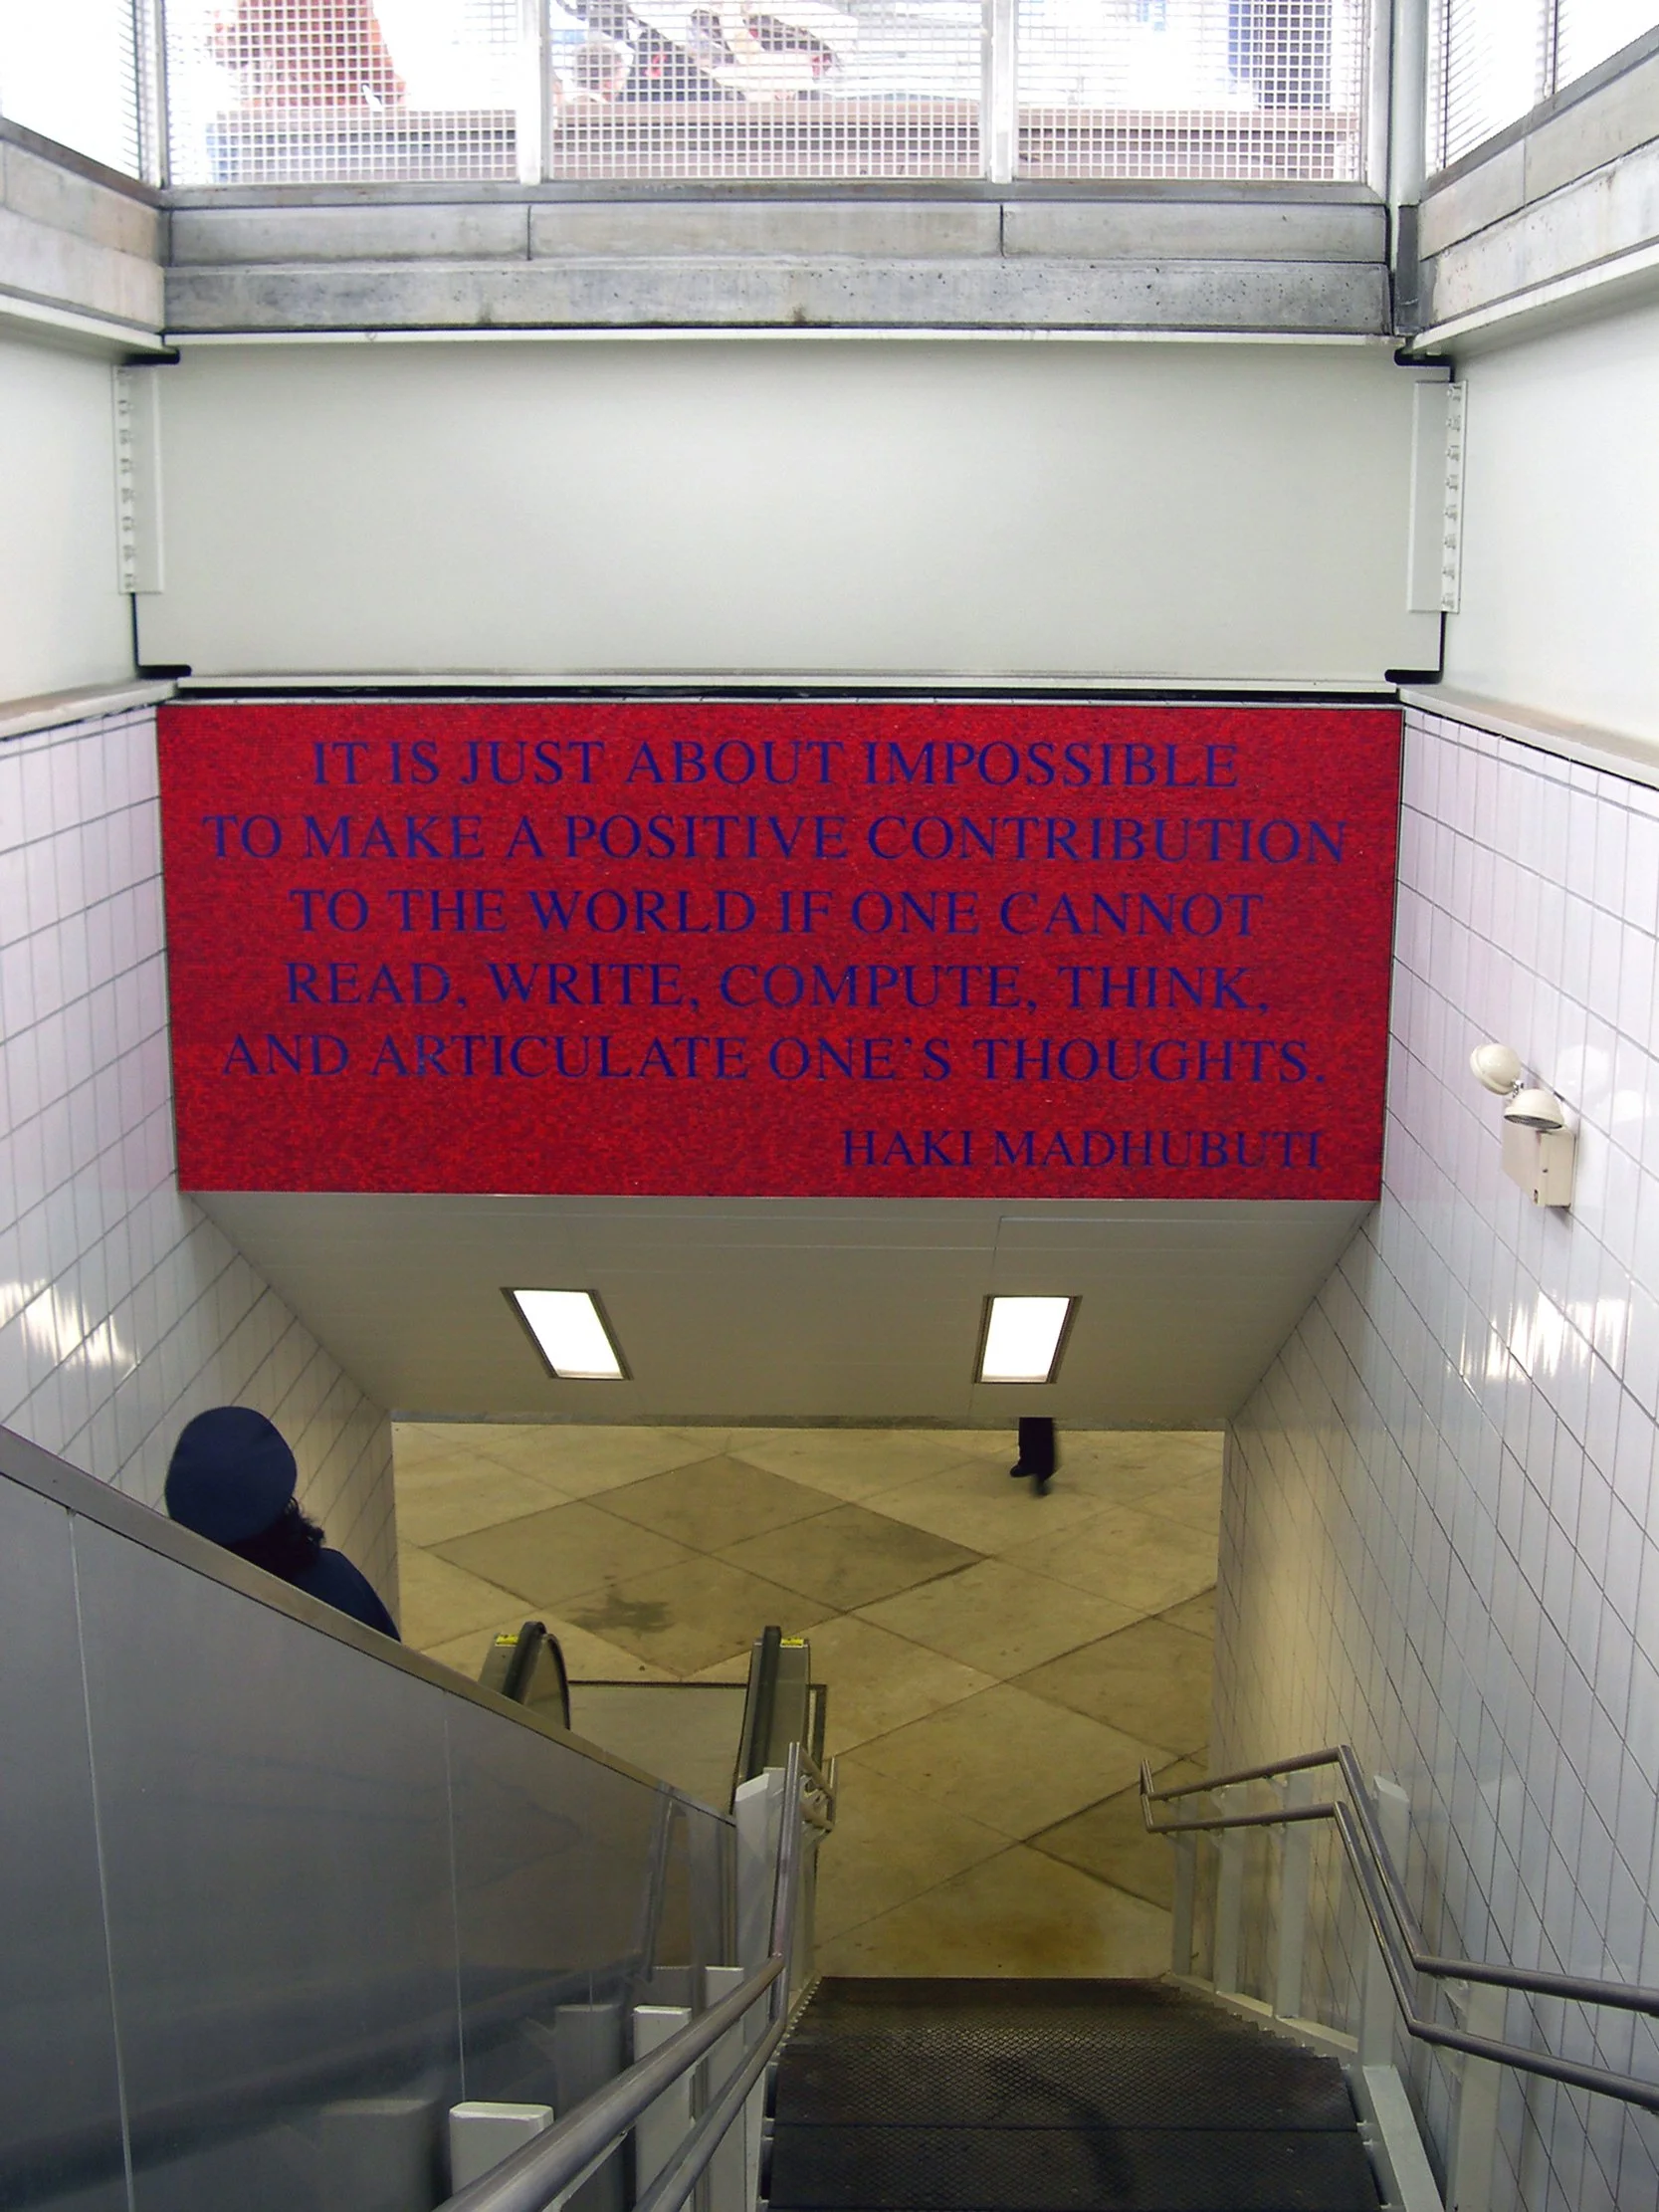 IT IS JUST ABOUT IMPOSSIBLE
TO MAKE A POSITIVE CONTRIBUTION
TO THE WORLD IF ONE CANNOT
READ, WRITE, COMPUTE, THINK,
AND ARTICULATE ONE'S THOUGHTS.
HAKI MADHUBUTI